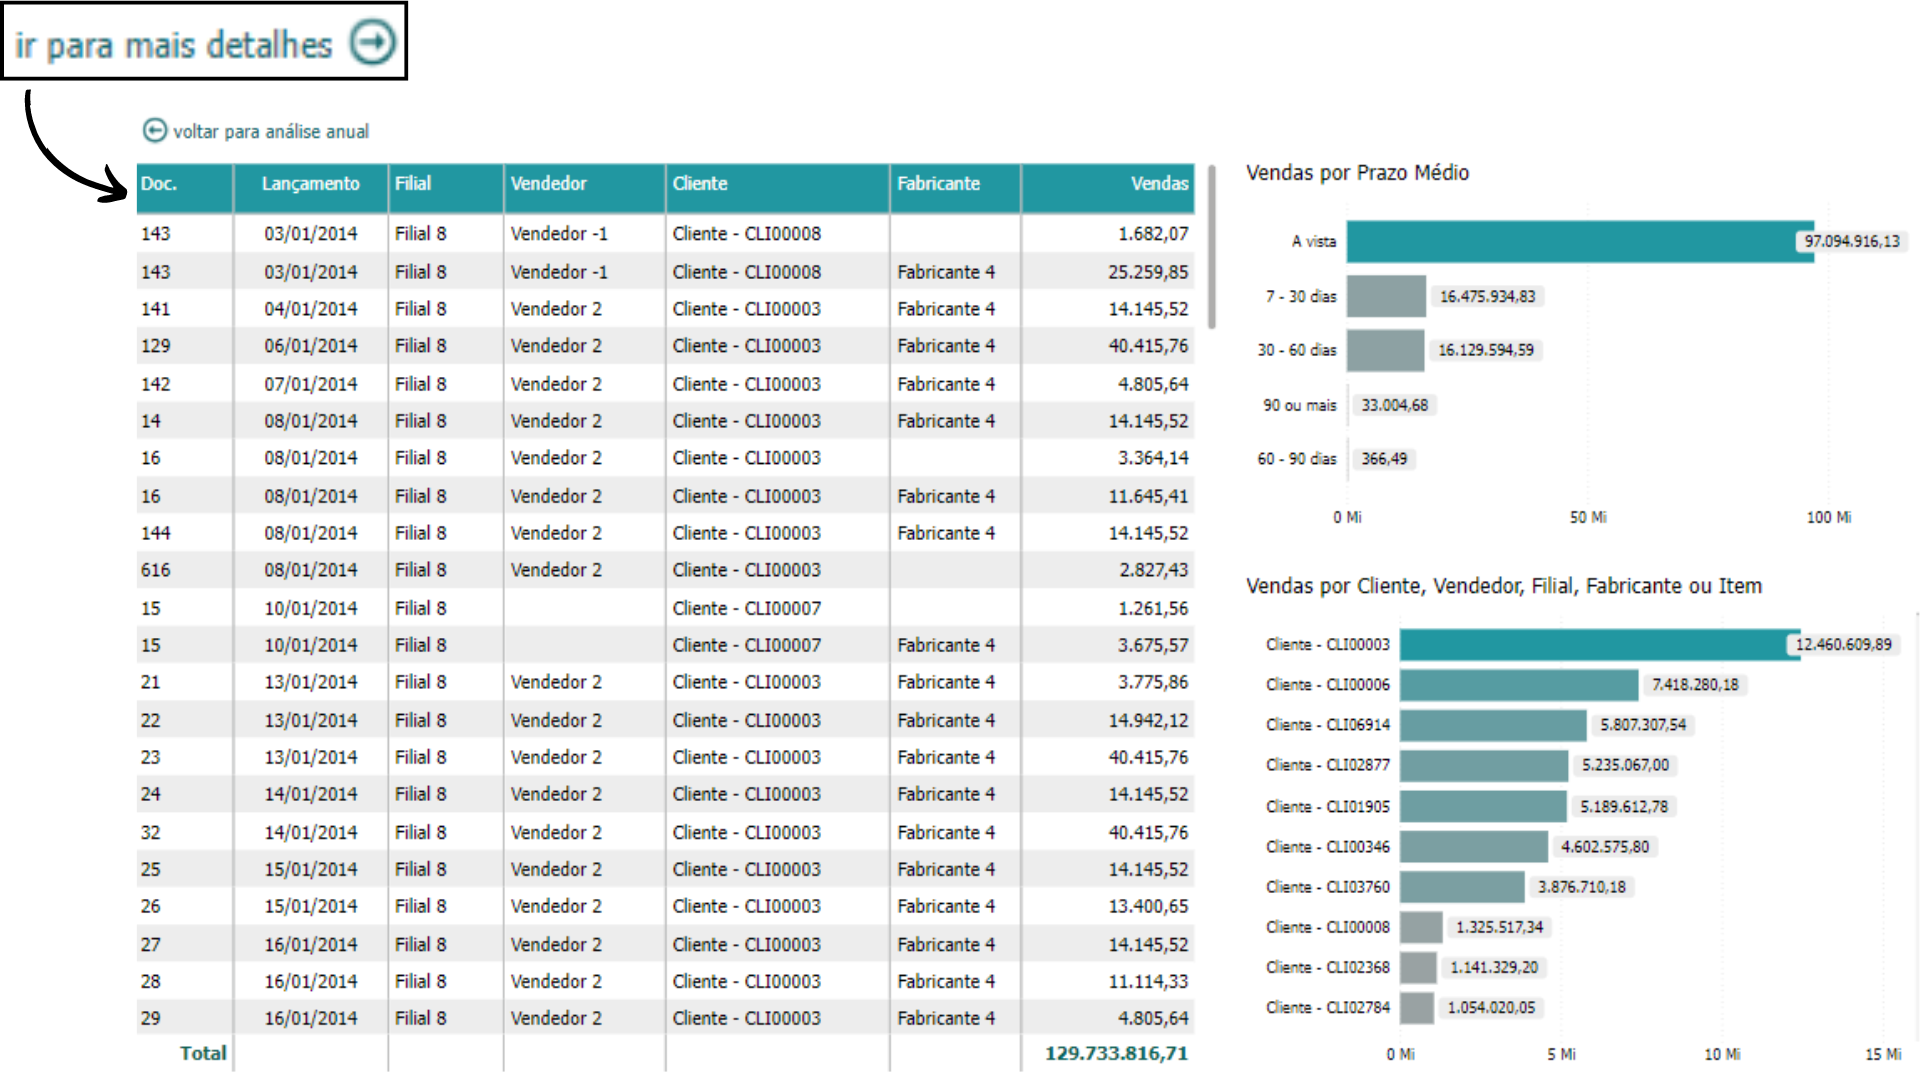 ir para mais detalhes
voltar para análise anual
Doc. Lançamento Filial Vendedor Cliente Fabricante Vendas
143 03/01/2014 Filial 8 Vendedor -1 Cliente - CLI00008 1.682,07
143 03/01/2014 Filial 8 Vendedor -1 Cliente - CLI00008 Fabricante 4 25.259,85
141 04/01/2014 Filial 8 Vendedor 2 Cliente - CLI00003 Fabricante 4 14.145,52
129 06/01/2014 Filial 8 Vendedor 2 Cliente - CLI00003 Fabricante 4 40.415,76
142 07/01/2014 Filial 8 Vendedor 2 Cliente - CLI00003 Fabricante 4 4.805,64
14 08/01/2014 Filial 8 Vendedor 2 Cliente - CLI00003 Fabricante 4 14.145,52
16 08/01/2014 Filial 8 Vendedor 2 Cliente - CLI00003 3.364,14
16 08/01/2014 Filial 8 Vendedor 2 Cliente - CLI00003 Fabricante 4 11.645,41
144 08/01/2014 Filial 8 Vendedor 2 Cliente - CLI00003 Fabricante 4 14.145,52
616 08/01/2014 Filial 8 Vendedor 2 Cliente - CLI00003 2.827,43
15 10/01/2014 Filial 8 Cliente - CLI00007 1.261,56
15 10/01/2014 Filial 8 Cliente - CLI00007 Fabricante 4 3.675,57
21 13/01/2014 Filial 8 Vendedor 2 Cliente - CLI00003 Fabricante 4 3.775,86
22 13/01/2014 Filial 8 Vendedor 2 Cliente - CLI00003 Fabricante 4 14.942,12
23 13/01/2014 Filial 8 Vendedor 2 Cliente - CLI00003 Fabricante 4 40.415,76
24 14/01/2014 Filial 8 Vendedor 2 Cliente - CLI00003 Fabricante 4 14.145,52
32 14/01/2014 Filial 8 Vendedor 2 Cliente - CLI00003 Fabricante 4 40.415,76
25 15/01/2014 Filial 8 Vendedor 2 Cliente - CLI00003 Fabricante 4 14.145,52
26 15/01/2014 Filial 8 Vendedor 2 Cliente - CLI00003 Fabricante 4 13.400,65
27 16/01/2014 Filial 8 Vendedor 2 Cliente - CLI00003 Fabricante 4 14.145,52
28 16/01/2014 Filial 8 Vendedor 2 Cliente - CLI00003 Fabricante 4 11.114,33
29 16/01/2014 Filial 8 Vendedor 2 Cliente - CLI00003 Fabricante 4 4.805,64
Total 129.733.816,71
Vendas por Prazo Médio
A vista 97.094.916,13
7 - 30 dias 16.475.934,83
30 - 60 dias 16.129.594,59
90 ou mais 33.004,68
60 - 90 dias 366,49
0 Mi 50 Mi 100 Mi
Vendas por Cliente, Vendedor, Filial, Fabricante ou Item
Cliente - CLI00003 12.460.609,89
Cliente - CLI00006 7.418.280,18
Cliente - CLI06914 5.807.307,54
Cliente - CLI02877 5.235.067,00
Cliente - CLI01905 5.189.612,78
Cliente - CLI00346 4.602.575,80
Cliente - CLI03760 3.876.710,18
Cliente - CLI00008 1.325.517,34
Cliente - CLI02368 1.141.329,20
Cliente - CLI02784 1.054.020,05
0 Mi 5 Mi 10 Mi 15 Mi